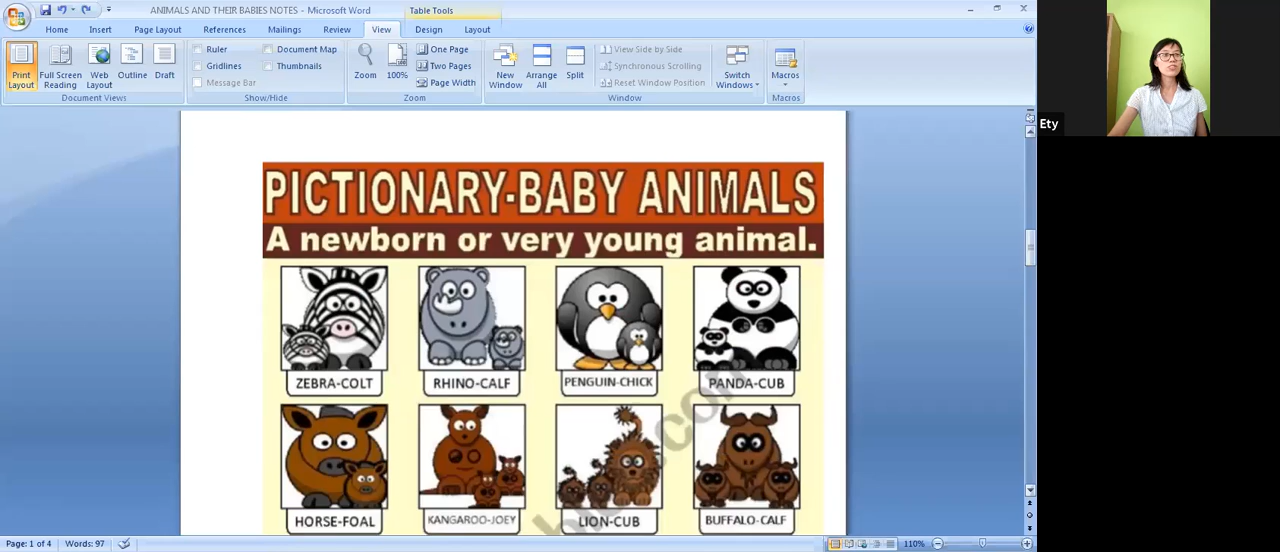 ANIMALS AND THEIR BABIES NOTES - Microsoft Word
Table Tools
Home Insert Page Layout References Mailings Review View Design Layout
Print Layout
Full Screen Reading
Web Layout
Outline
Draft
Document Views
Ruler
Gridlines
Message Bar
Document Map
Thumbnails
Show/Hide
Zoom
100%
One Page
Two Pages
Page Width
Zoom
New Window
Arrange All
Split
View Side by Side
Synchronous Scrolling
Reset Window Position
Switch Windows
Window
Macros
Macros
Ety
PICTIONARY-BABY ANIMALS
A newborn or very young animal.
ZEBRA-COLT RHINO-CALF PENGUIN-CHICK PANDA-CUB
HORSE-FOAL KANGAROO-JOEY LION-CUB BUFFALO-CALF
Page: 1 of 4 Words: 97 110%